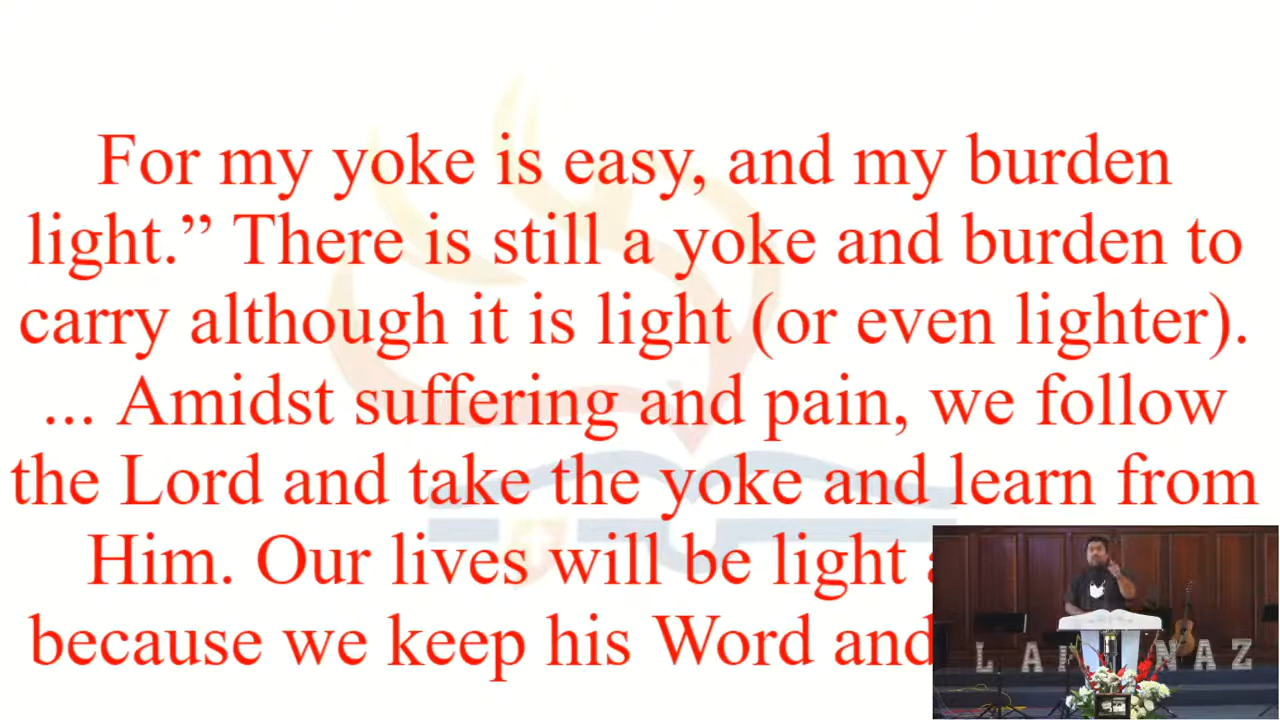 For my yoke is easy, and my burden
light.” There is still a yoke and burden to
carry although it is light (or even lighter).
... Amidst suffering and pain, we follow
the Lord and take the yoke and learn from
Him. Our lives will be light
because we keep his Word and
L A NAZ